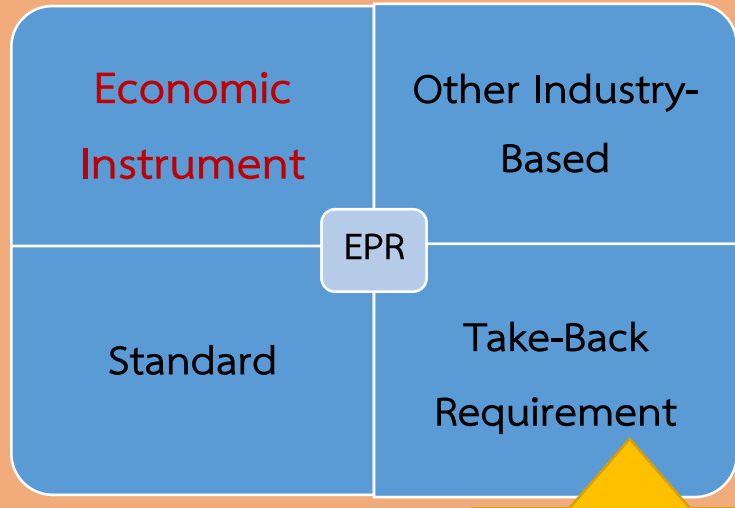 Economic
Instrument
Other Industry-
Based
EPR
Standard
Take-Back
Requirement